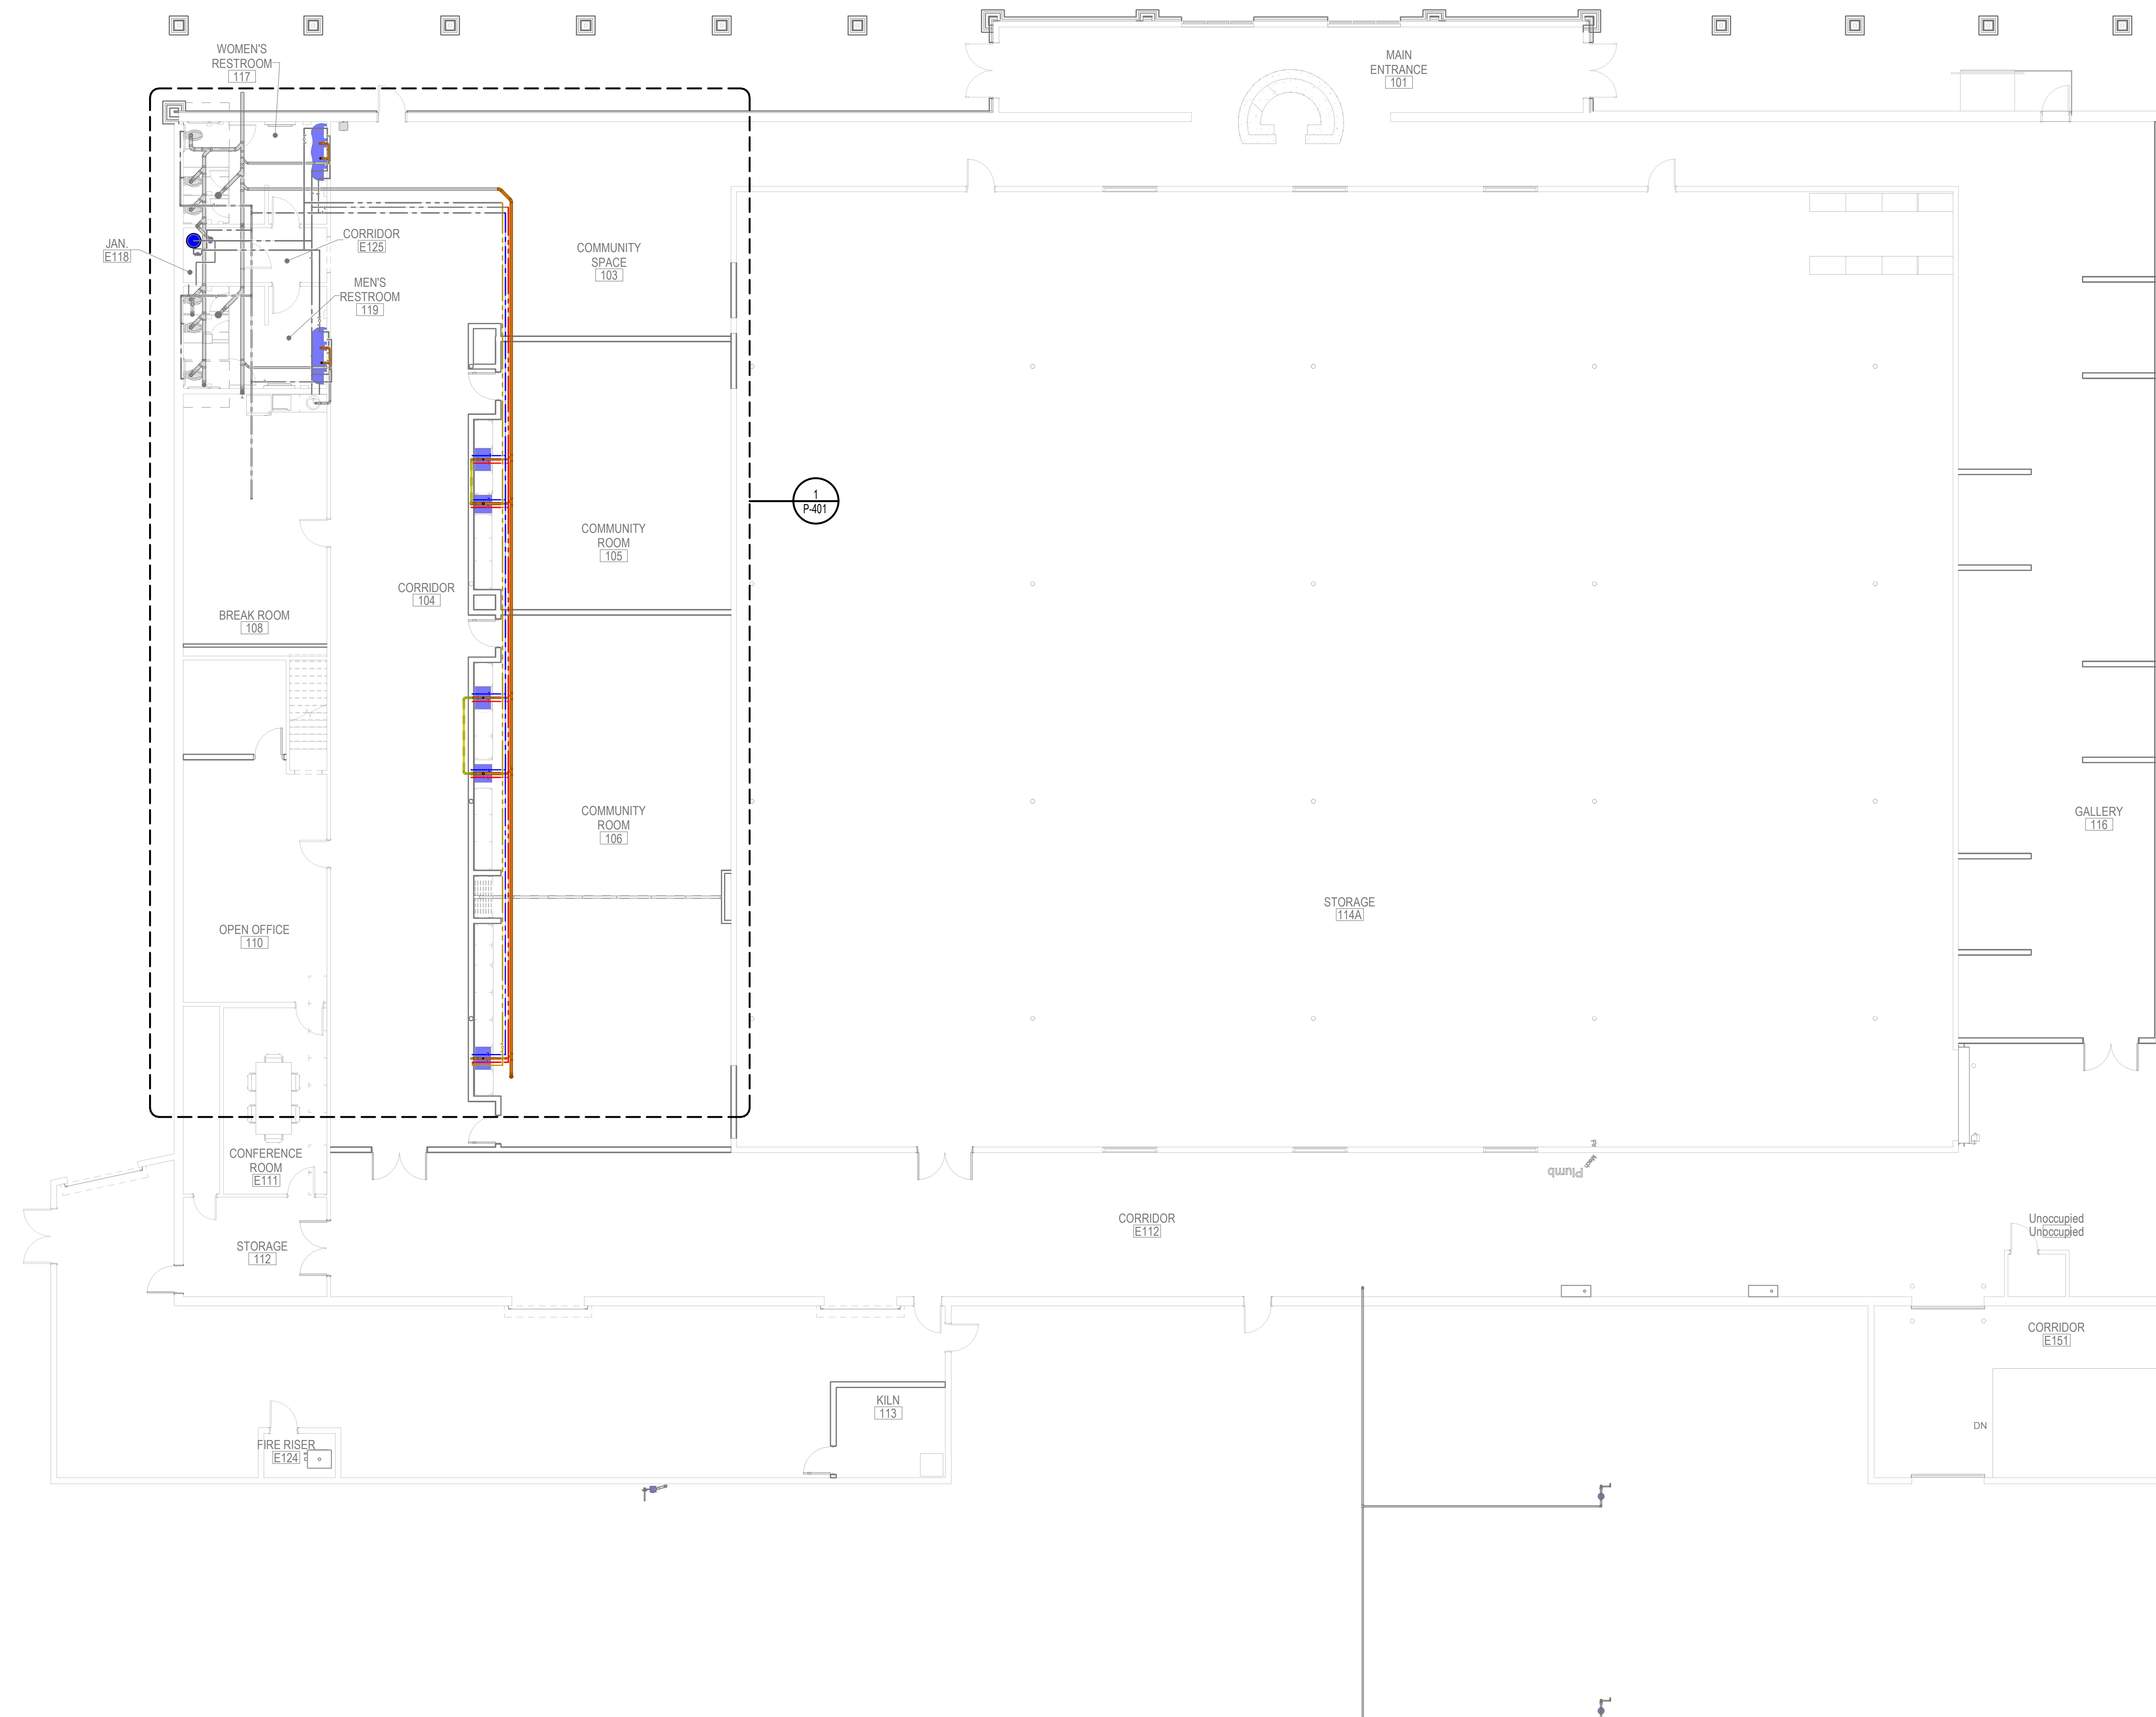 WOMEN'S
RESTROOM
117
MAIN
ENTRANCE
101
JAN.
E118
CORRIDOR
E125
MEN'S
RESTROOM
119
COMMUNITY
SPACE
103
1
P-401
COMMUNITY
ROOM
105
CORRIDOR
104
BREAK ROOM
108
COMMUNITY
ROOM
106
GALLERY
116
STORAGE
114A
OPEN OFFICE
110
CONFERENCE
ROOM
E111
Mech
Plumb
CORRIDOR
E112
Unoccupied
Unoccupied
STORAGE
112
CORRIDOR
E151
KILN
113
DN
FIRE RISER
E124